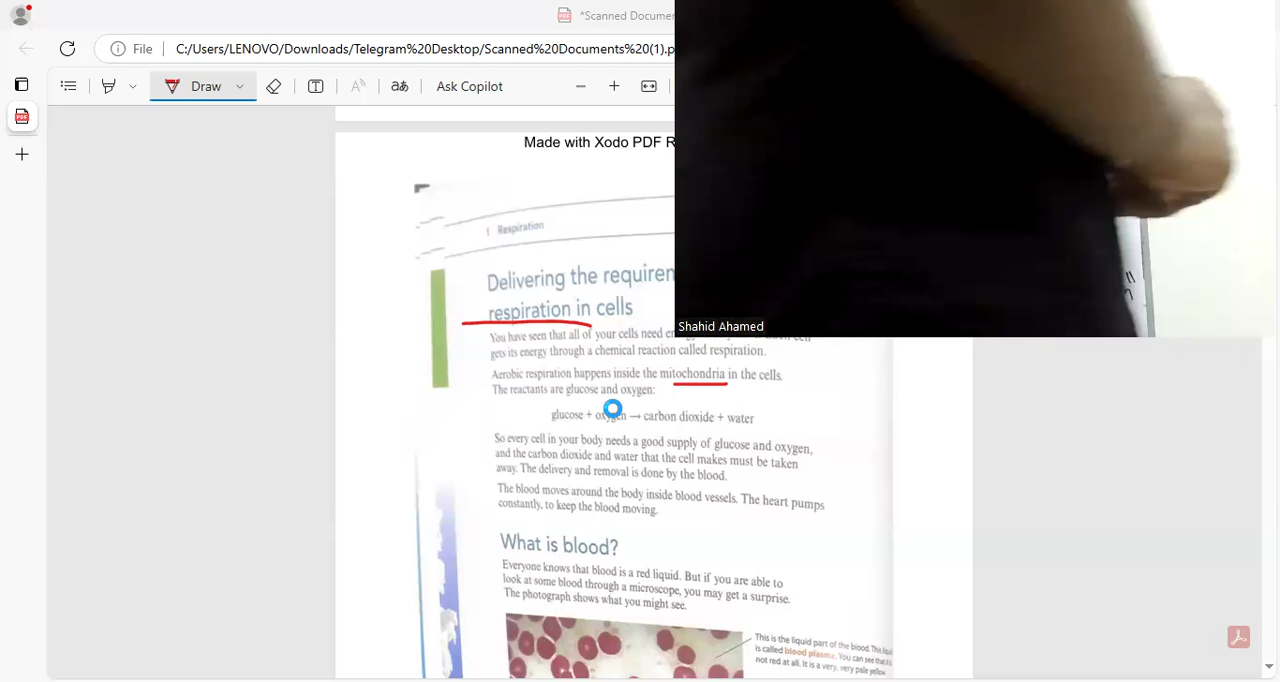 *Scanned Documen
File
C:/Users/LENOVO/Downloads/Telegram%20Desktop/Scanned%20Documents%20(1).p
Draw
aあ
Ask Copilot
Made with Xodo PDF R
1 Respiration
Delivering the requirem
respiration in cells
You have seen that all of your cells need
gets its energy through a chemical reaction called respiration.
Aerobic respiration happens inside the mitochondria in the cells.
The reactants are glucose and oxygen:
glucose + oxygen → carbon dioxide + water
So every cell in your body needs a good supply of glucose and oxygen,
and the carbon dioxide and water that the cell makes must be taken
away. The delivery and removal is done by the blood.
The blood moves around the body inside blood vessels. The heart pumps
constantly, to keep the blood moving.
What is blood?
Everyone knows that blood is a red liquid. But if you are able to
look at some blood through a microscope, you may get a surprise.
The photograph shows what you might see.
This is the liquid part of the blood. This
is called blood plasma. You can see that it
not red at all. It is a very, very pale yellow
Shahid Ahamed